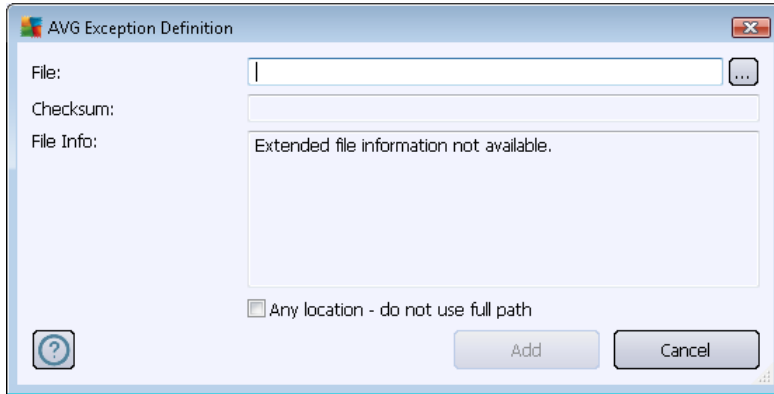 AVG Exception Definition
File:
...
Checksum:
File Info:
Extended file information not available.
Any location - do not use full path
?
Add
Cancel